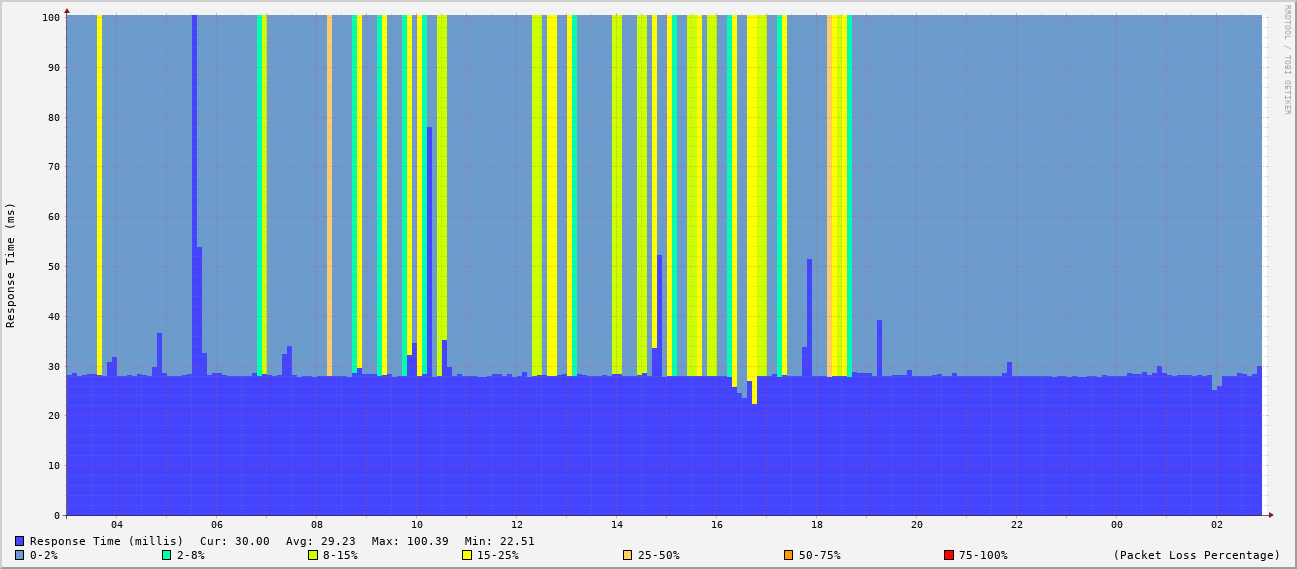 RRDTOOL / TOBI OETIKER
Response Time (ms)
100
90
80
70
60
50
40
30
20
10
0
04 06 08 10 12 14 16 18 20 22 00 02
Response Time (millis) Cur: 30.00 Avg: 29.23 Max: 100.39 Min: 22.51
0-2% 2-8% 8-15% 15-25% 25-50% 50-75% 75-100% (Packet Loss Percentage)